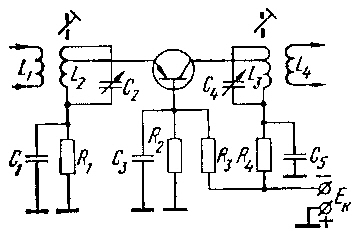 L1 L2 C2 C4 L3 L4
C1 R1 C3 R2 R3 R4 C5
−
Eк
+